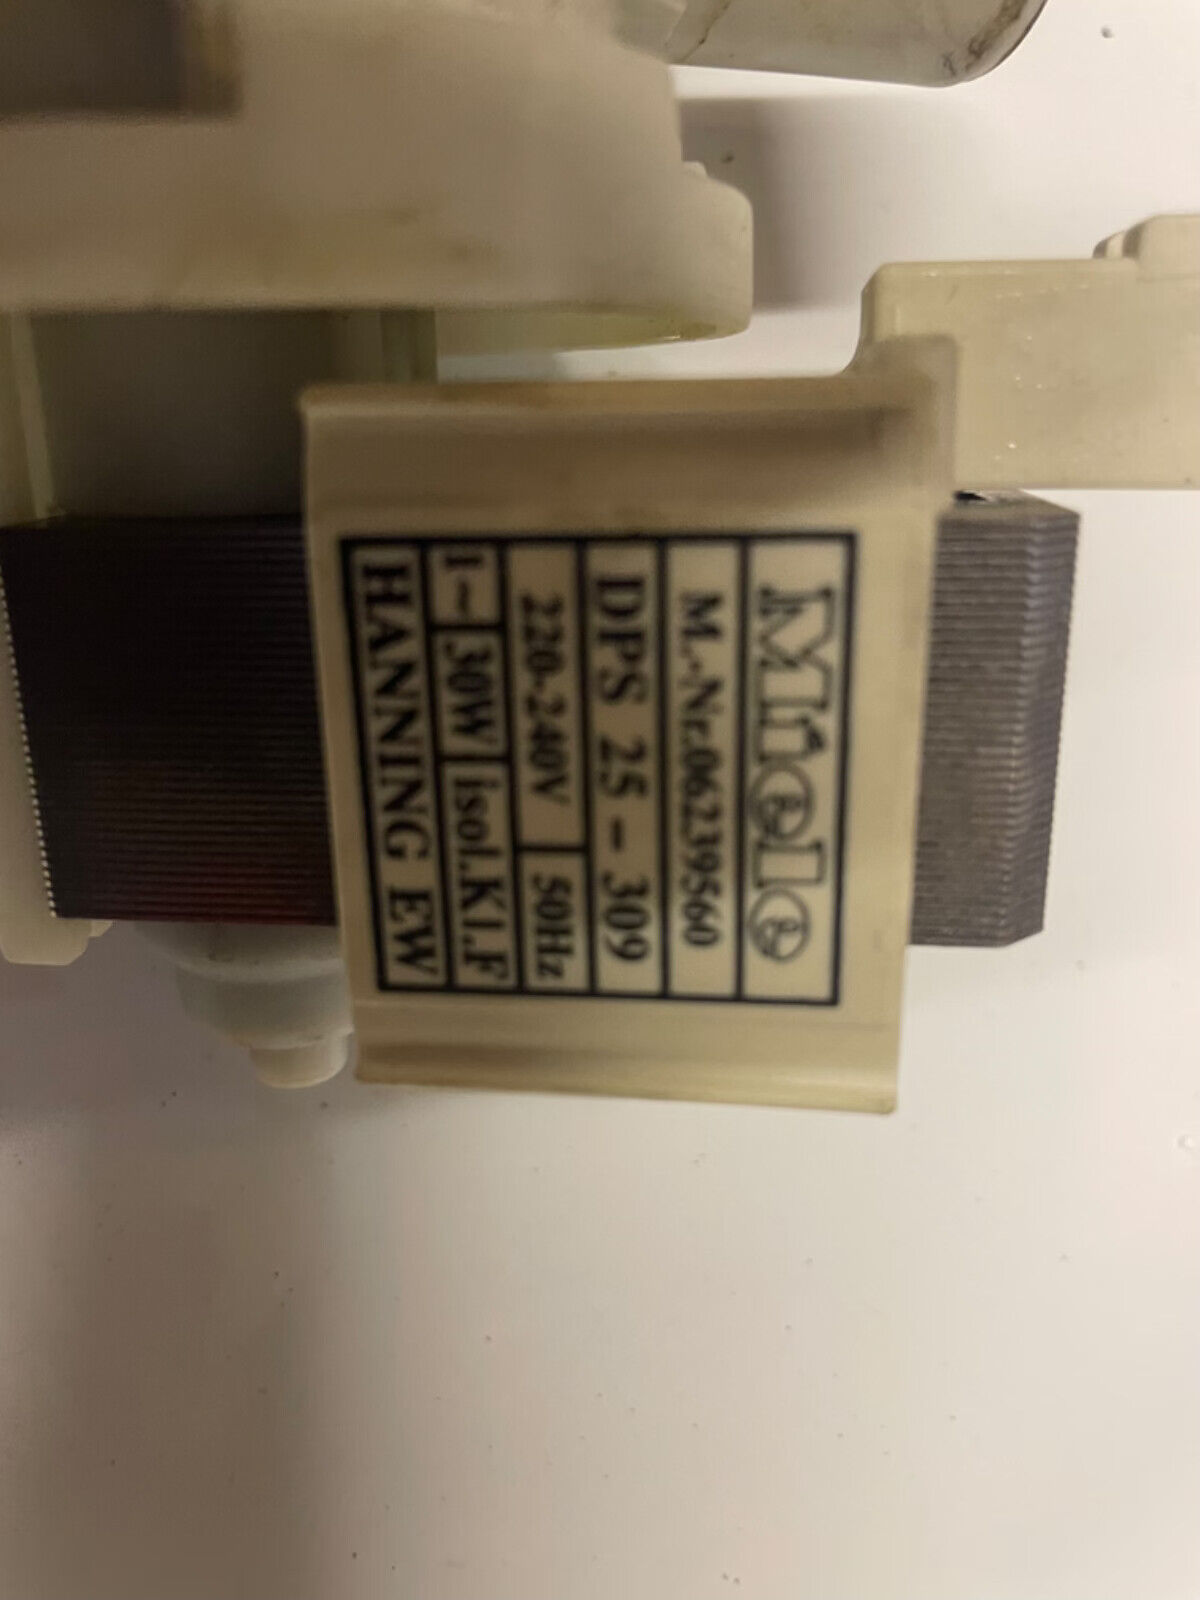 Miele
M.-Nr.06239560
DPS 25 - 309
220-240V 50Hz
1~ 30W isol.Kl.F
HANNING EW